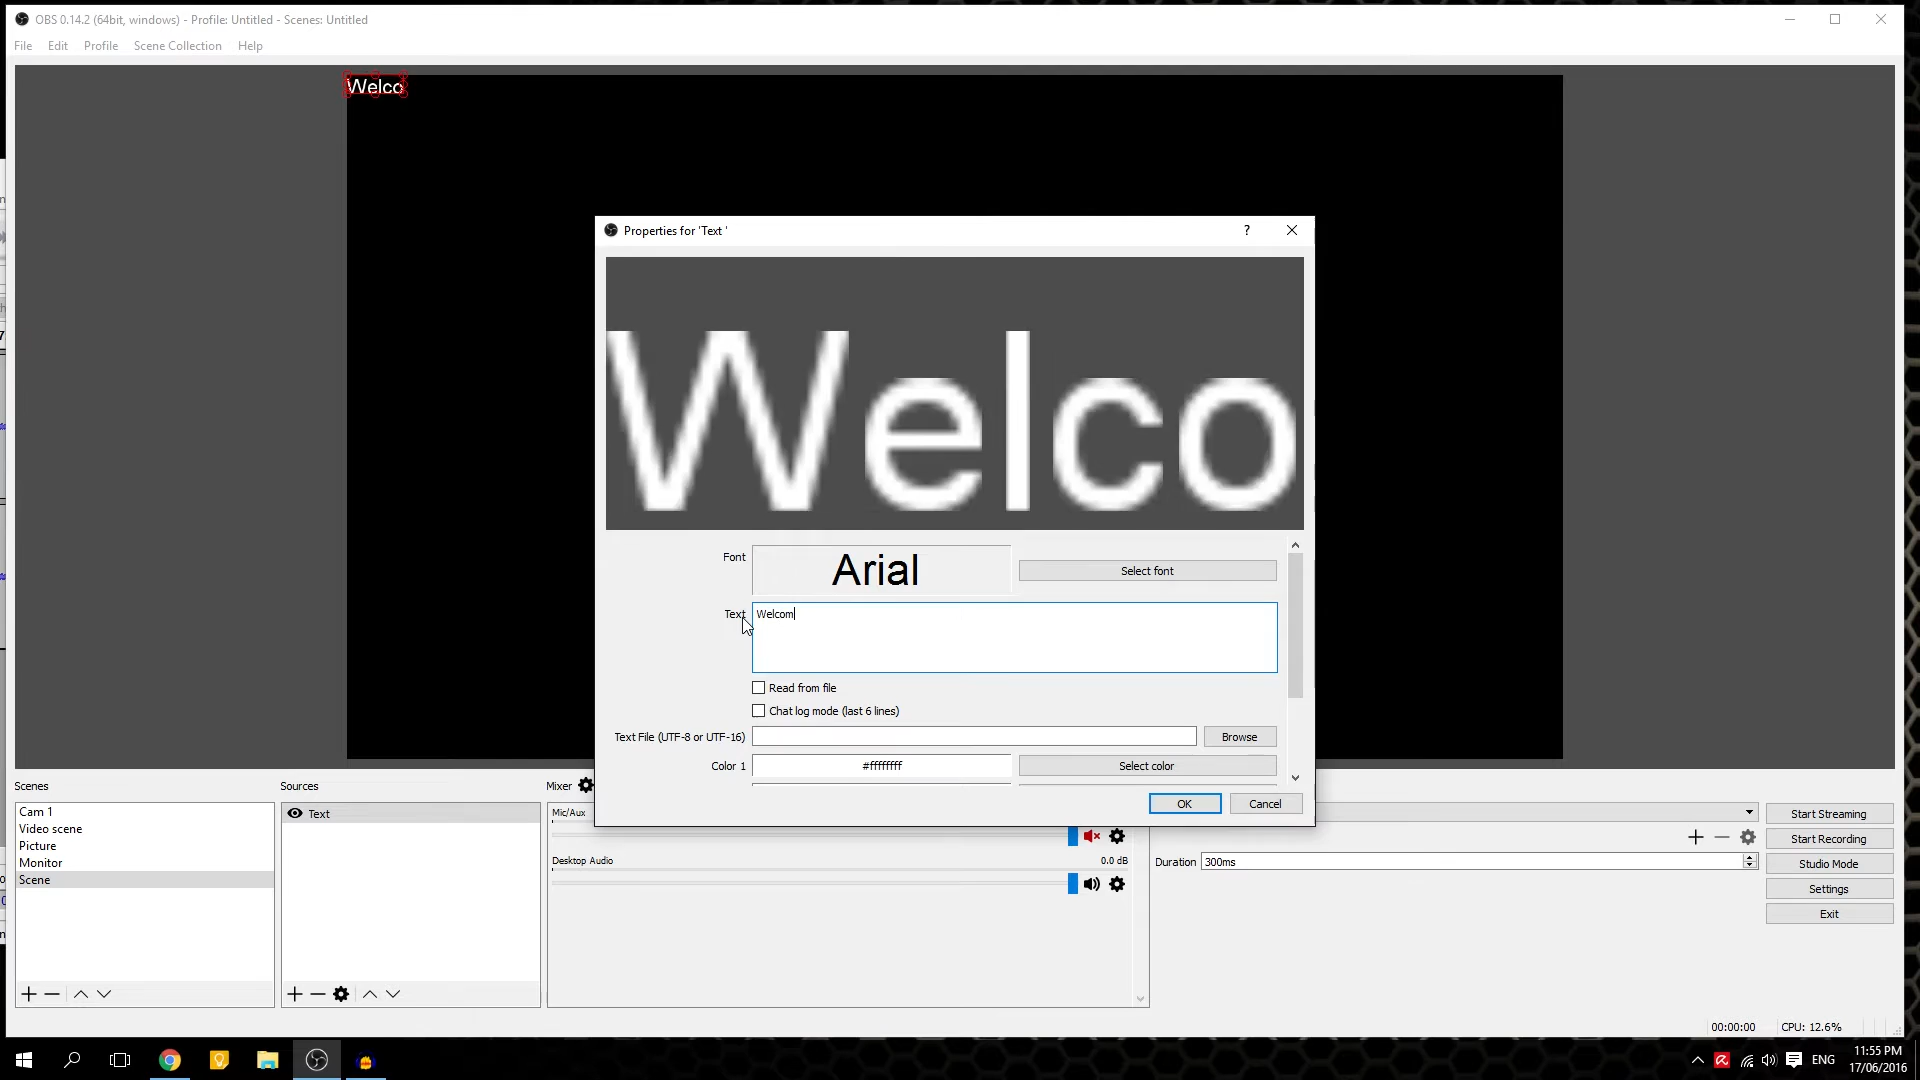 OBS 0.14.2 (64bit, windows) - Profile: Untitled - Scenes: Untitled
File Edit Profile Scene Collection Help
Welco
Properties for 'Text '
?
Welco
Font Arial Select font
Text Welcom
Read from file
Chat log mode (last 6 lines)
Text File (UTF-8 or UTF-16) Browse
Color 1 #ffffffff Select color
OK Cancel
Scenes
Cam 1
Video scene
Picture
Monitor
Scene
Sources
Text
Mixer
Mic/Aux
Desktop Audio 0.0 dB
Duration 300ms
Start Streaming
Start Recording
Studio Mode
Settings
Exit
00:00:00 CPU: 12.6%
ENG
11:55 PM
17/06/2016